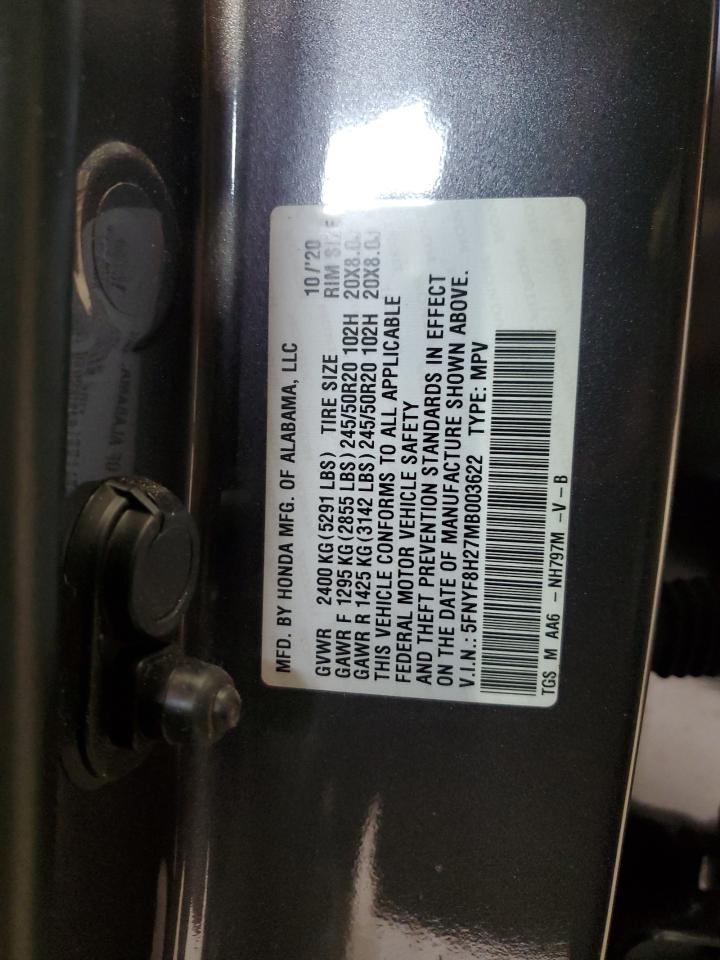 MFD. BY HONDA MFG. OF ALABAMA, LLC 10/'20
GVWR 2400 KG (5291 LBS) TIRE SIZE RIM SIZE
GAWR F 1295 KG (2855 LBS) 245/50R20 102H 20X8.0J
GAWR R 1425 KG (3142 LBS) 245/50R20 102H 20X8.0J
THIS VEHICLE CONFORMS TO ALL APPLICABLE
FEDERAL MOTOR VEHICLE SAFETY
AND THEFT PREVENTION STANDARDS IN EFFECT
ON THE DATE OF MANUFACTURE SHOWN ABOVE.
V.I.N.: 5FNYF8H27MB003622 TYPE: MPV
TGS M AA6 - NH797M -V-B